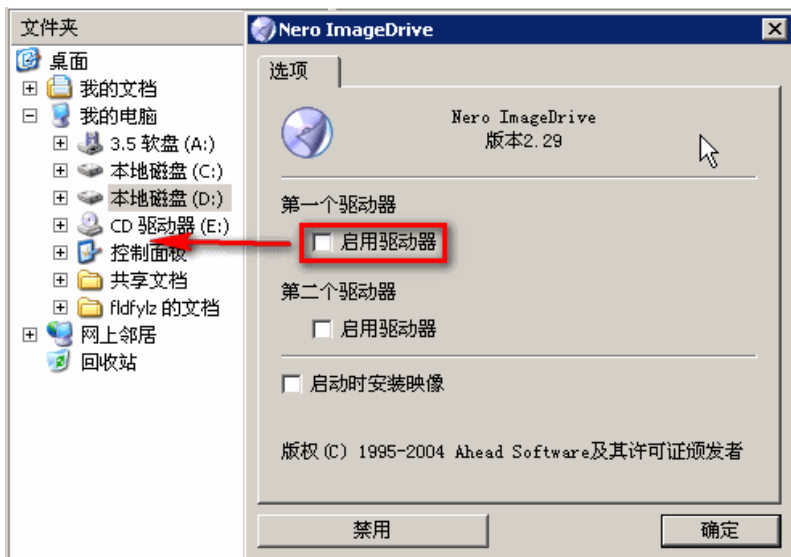 文件夹
桌面
我的文档
我的电脑
3.5 软盘 (A:)
本地磁盘 (C:)
本地磁盘 (D:)
CD 驱动器 (E:)
控制面板
共享文档
fldfylz 的文档
网上邻居
回收站
Nero ImageDrive
选项
Nero ImageDrive
版本2.29
第一个驱动器
启用驱动器
第二个驱动器
启用驱动器
启动时安装映像
版权(C) 1995-2004 Ahead Software及其许可证颁发者
禁用
确定